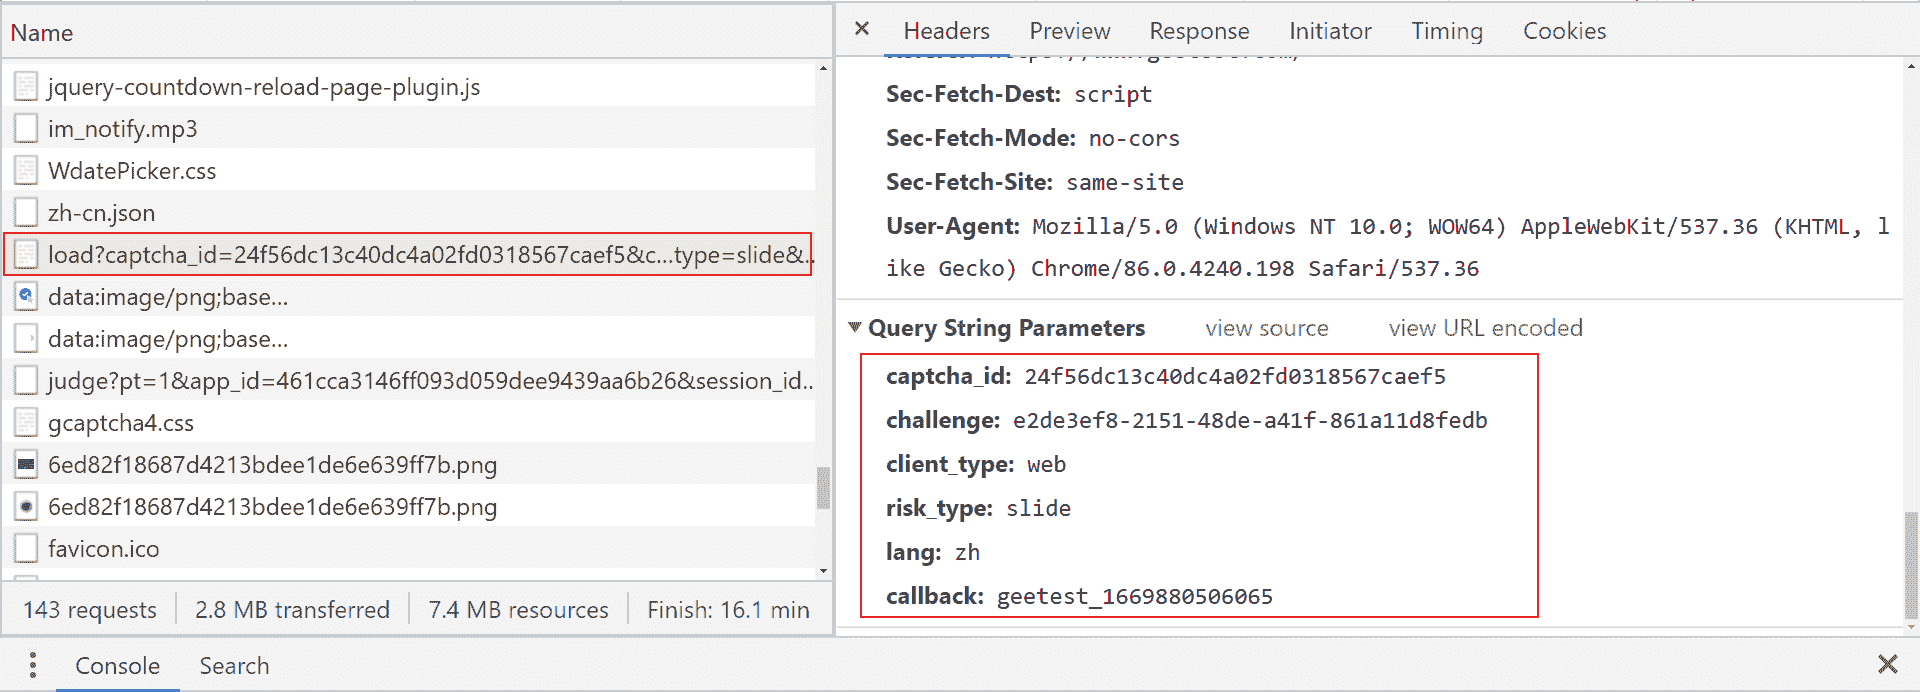 Name
jquery-countdown-reload-page-plugin.js
im_notify.mp3
WdatePicker.css
zh-cn.json
load?captcha_id=24f56dc13c40dc4a02fd0318567caef5&c...type=slide&..
data:image/png;base...
data:image/png;base...
judge?pt=1&app_id=461cca3146ff093d059dee9439aa6b26&session_id..
gcaptcha4.css
6ed82f18687d4213bdee1de6e639ff7b.png
6ed82f18687d4213bdee1de6e639ff7b.png
favicon.ico
143 requests 2.8 MB transferred 7.4 MB resources Finish: 16.1 min
Headers Preview Response Initiator Timing Cookies
Sec-Fetch-Dest: script
Sec-Fetch-Mode: no-cors
Sec-Fetch-Site: same-site
User-Agent: Mozilla/5.0 (Windows NT 10.0; WOW64) AppleWebKit/537.36 (KHTML, l
ike Gecko) Chrome/86.0.4240.198 Safari/537.36
Query String Parameters view source view URL encoded
captcha_id: 24f56dc13c40dc4a02fd0318567caef5
challenge: e2de3ef8-2151-48de-a41f-861a11d8fedb
client_type: web
risk_type: slide
lang: zh
callback: geetest_1669880506065
Console Search